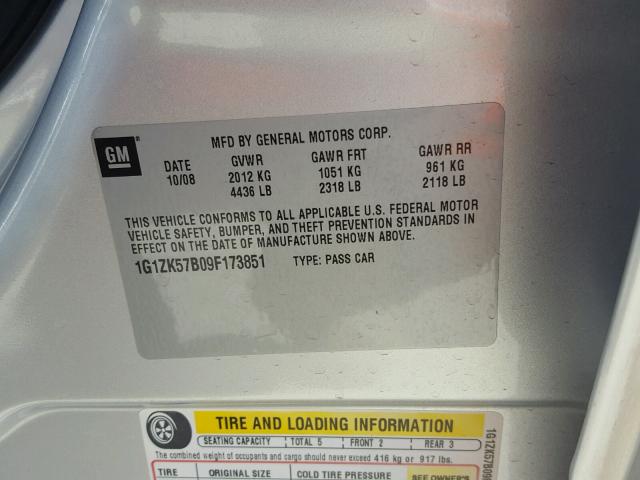 GM
MFD BY GENERAL MOTORS CORP.
DATE GVWR GAWR FRT GAWR RR
10/08 2012 KG 1051 KG 961 KG
4436 LB 2318 LB 2118 LB
THIS VEHICLE CONFORMS TO ALL APPLICABLE U.S. FEDERAL MOTOR
VEHICLE SAFETY, BUMPER, AND THEFT PREVENTION STANDARDS IN
EFFECT ON THE DATE OF MANUFACTURE SHOWN ABOVE.
1G1ZK57B09F173851 TYPE: PASS CAR
TIRE AND LOADING INFORMATION
SEATING CAPACITY TOTAL 5 FRONT 2 REAR 3
The combined weight of occupants and cargo should never exceed 416 kg or 917 lbs.
TIRE ORIGINAL SIZE COLD TIRE PRESSURE SEE OWNER'S
1G1ZK57B09